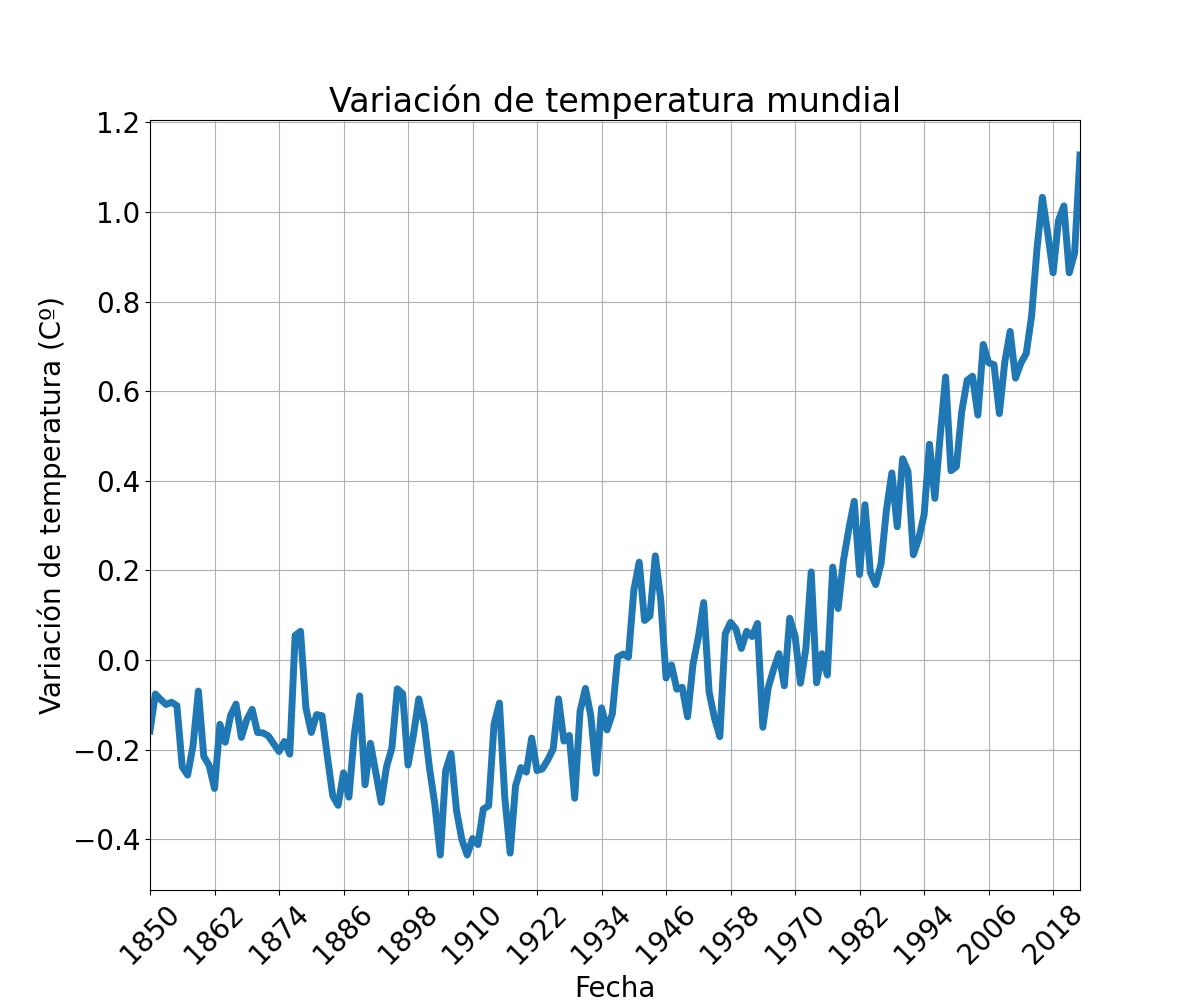 Variación de temperatura mundial
1.2
1.0
0.8
0.6
0.4
0.2
0.0
−0.2
−0.4
Variación de temperatura (Cº)
1850 1862 1874 1886 1898 1910 1922 1934 1946 1958 1970 1982 1994 2006 2018
Fecha